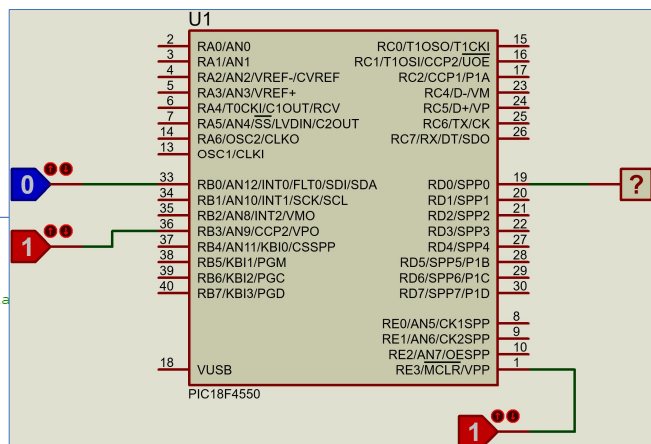 U1
2 RA0/AN0 RC0/T1OSO/T1CKI 15
3 RA1/AN1 RC1/T1OSI/CCP2/UOE 16
4 RA2/AN2/VREF-/CVREF RC2/CCP1/P1A 17
5 RA3/AN3/VREF+ RC4/D-/VM 23
6 RA4/T0CKI/C1OUT/RCV RC5/D+/VP 24
7 RA5/AN4/SS/LVDIN/C2OUT RC6/TX/CK 25
14 RA6/OSC2/CLKO RC7/RX/DT/SDO 26
13 OSC1/CLKI
0 33 RB0/AN12/INT0/FLT0/SDI/SDA RD0/SPP0 19 ?
34 RB1/AN10/INT1/SCK/SCL RD1/SPP1 20
35 RB2/AN8/INT2/VMO RD2/SPP2 21
1 36 RB3/AN9/CCP2/VPO RD3/SPP3 22
37 RB4/AN11/KBI0/CSSPP RD4/SPP4 27
38 RB5/KBI1/PGM RD5/SPP5/P1B 28
39 RB6/KBI2/PGC RD6/SPP6/P1C 29
40 RB7/KBI3/PGD RD7/SPP7/P1D 30
RE0/AN5/CK1SPP 8
RE1/AN6/CK2SPP 9
RE2/AN7/OESPP 10
18 VUSB RE3/MCLR/VPP 1
PIC18F4550
1